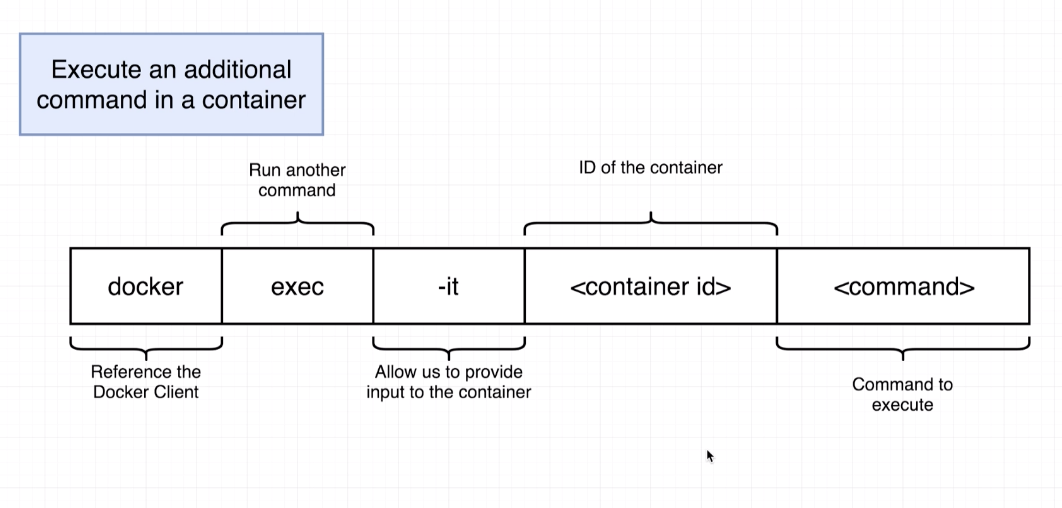 Execute an additional
command in a container
Run another
command
ID of the container
docker
exec
-it
<container id>
<command>
Reference the
Docker Client
Allow us to provide
input to the container
Command to
execute